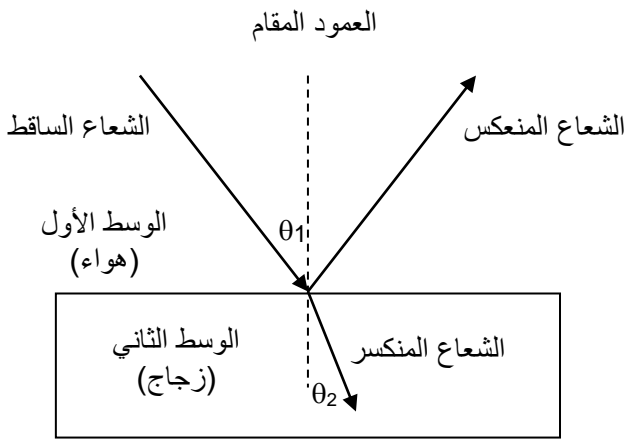 العمود المقام
الشعاع الساقط
الشعاع المنعكس
الوسط الأول
(هواء)
θ1
الوسط الثاني
(زجاج)
الشعاع المنكسر
θ2